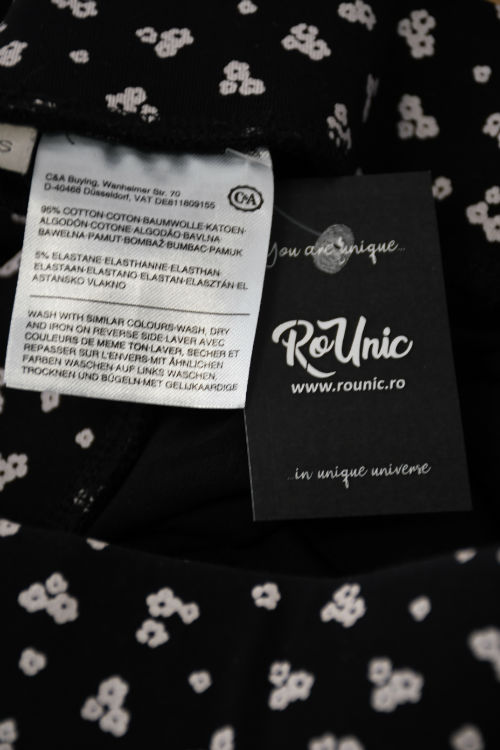 S
C&A Buying, Wanheimer Str. 70
D-40468 Düsseldorf, VAT DE811809155
C&A
95% COTTON·COTON·BAUMWOLLE·KATOEN·
ALGODÓN·COTONE·ALGODÃO·BAVLNA·
BAWEŁNA·PAMUT·BOMBAŽ·BUMBAC·PAMUK
5% ELASTANE·ELASTHANNE·ELASTHAN·
ELASTAAN·ELASTANO·ELASTAN·ELASZTÁN·EL
ASTANSKO VLAKNO
WASH WITH SIMILAR COLOURS·WASH, DRY
AND IRON ON REVERSE SIDE·LAVER AVEC
COULEURS DE MEME TON·LAVER, SECHER ET
REPASSER SUR L'ENVERS·MIT ÄHNLICHEN
FARBEN WASCHEN·AUF LINKS WASCHEN,
TROCKNEN UND BÜGELN·MET GELIJKAARDIGE
You are unique...
RoUnic
www.rounic.ro
...in unique universe